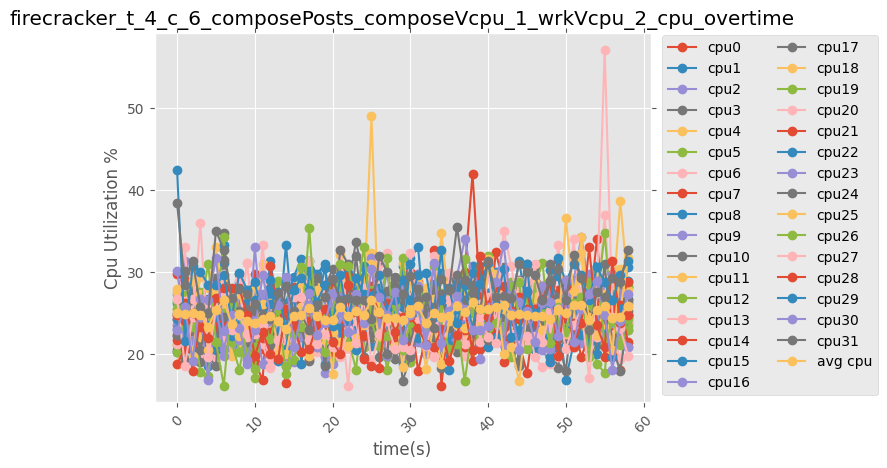 firecracker_t_4_c_6_composePosts_composeVcpu_1_wrkVcpu_2_cpu_overtime
Cpu Utilization %
50
40
30
20
0
10
20
30
40
50
60
time(s)
cpu0
cpu1
cpu2
cpu3
cpu4
cpu5
cpu6
cpu7
cpu8
cpu9
cpu10
cpu11
cpu12
cpu13
cpu14
cpu15
cpu16
cpu17
cpu18
cpu19
cpu20
cpu21
cpu22
cpu23
cpu24
cpu25
cpu26
cpu27
cpu28
cpu29
cpu30
cpu31
avg cpu